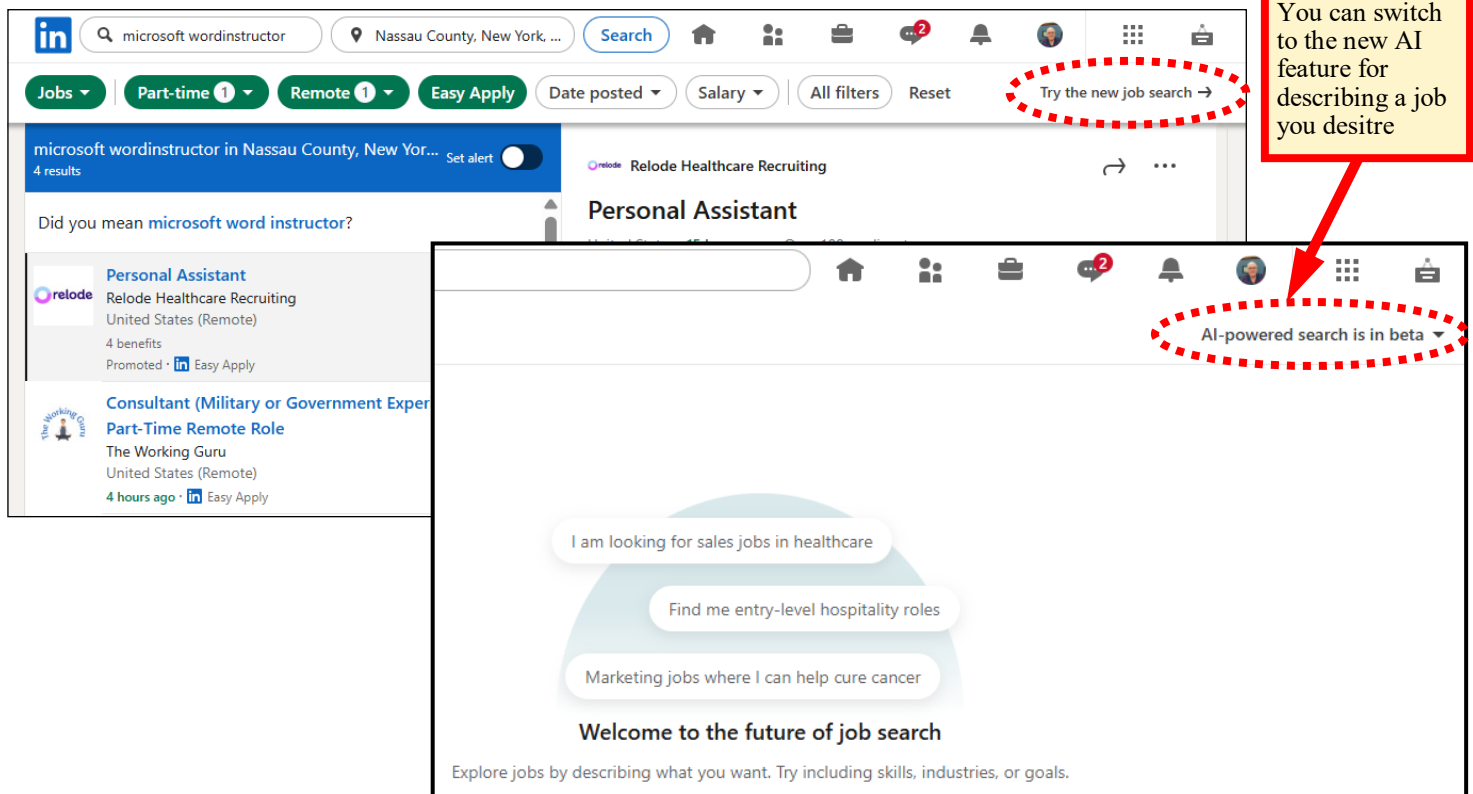 You can switch
to the new AI
feature for
describing a job
you desitre
in
microsoft wordinstructor
Nassau County, New York, ...
Search
2
Jobs
Part-time 1
Remote 1
Easy Apply
Date posted
Salary
All filters
Reset
Try the new job search →
microsoft wordinstructor in Nassau County, New Yor...
Set alert
4 results
Did you mean microsoft word instructor?
relode
Personal Assistant
Relode Healthcare Recruiting
United States (Remote)
4 benefits
Promoted · in Easy Apply
The Working Guru
Consultant (Military or Government Exper
Part-Time Remote Role
The Working Guru
United States (Remote)
4 hours ago · in Easy Apply
relode Relode Healthcare Recruiting
Personal Assistant
2
AI-powered search is in beta
I am looking for sales jobs in healthcare
Find me entry-level hospitality roles
Marketing jobs where I can help cure cancer
Welcome to the future of job search
Explore jobs by describing what you want. Try including skills, industries, or goals.